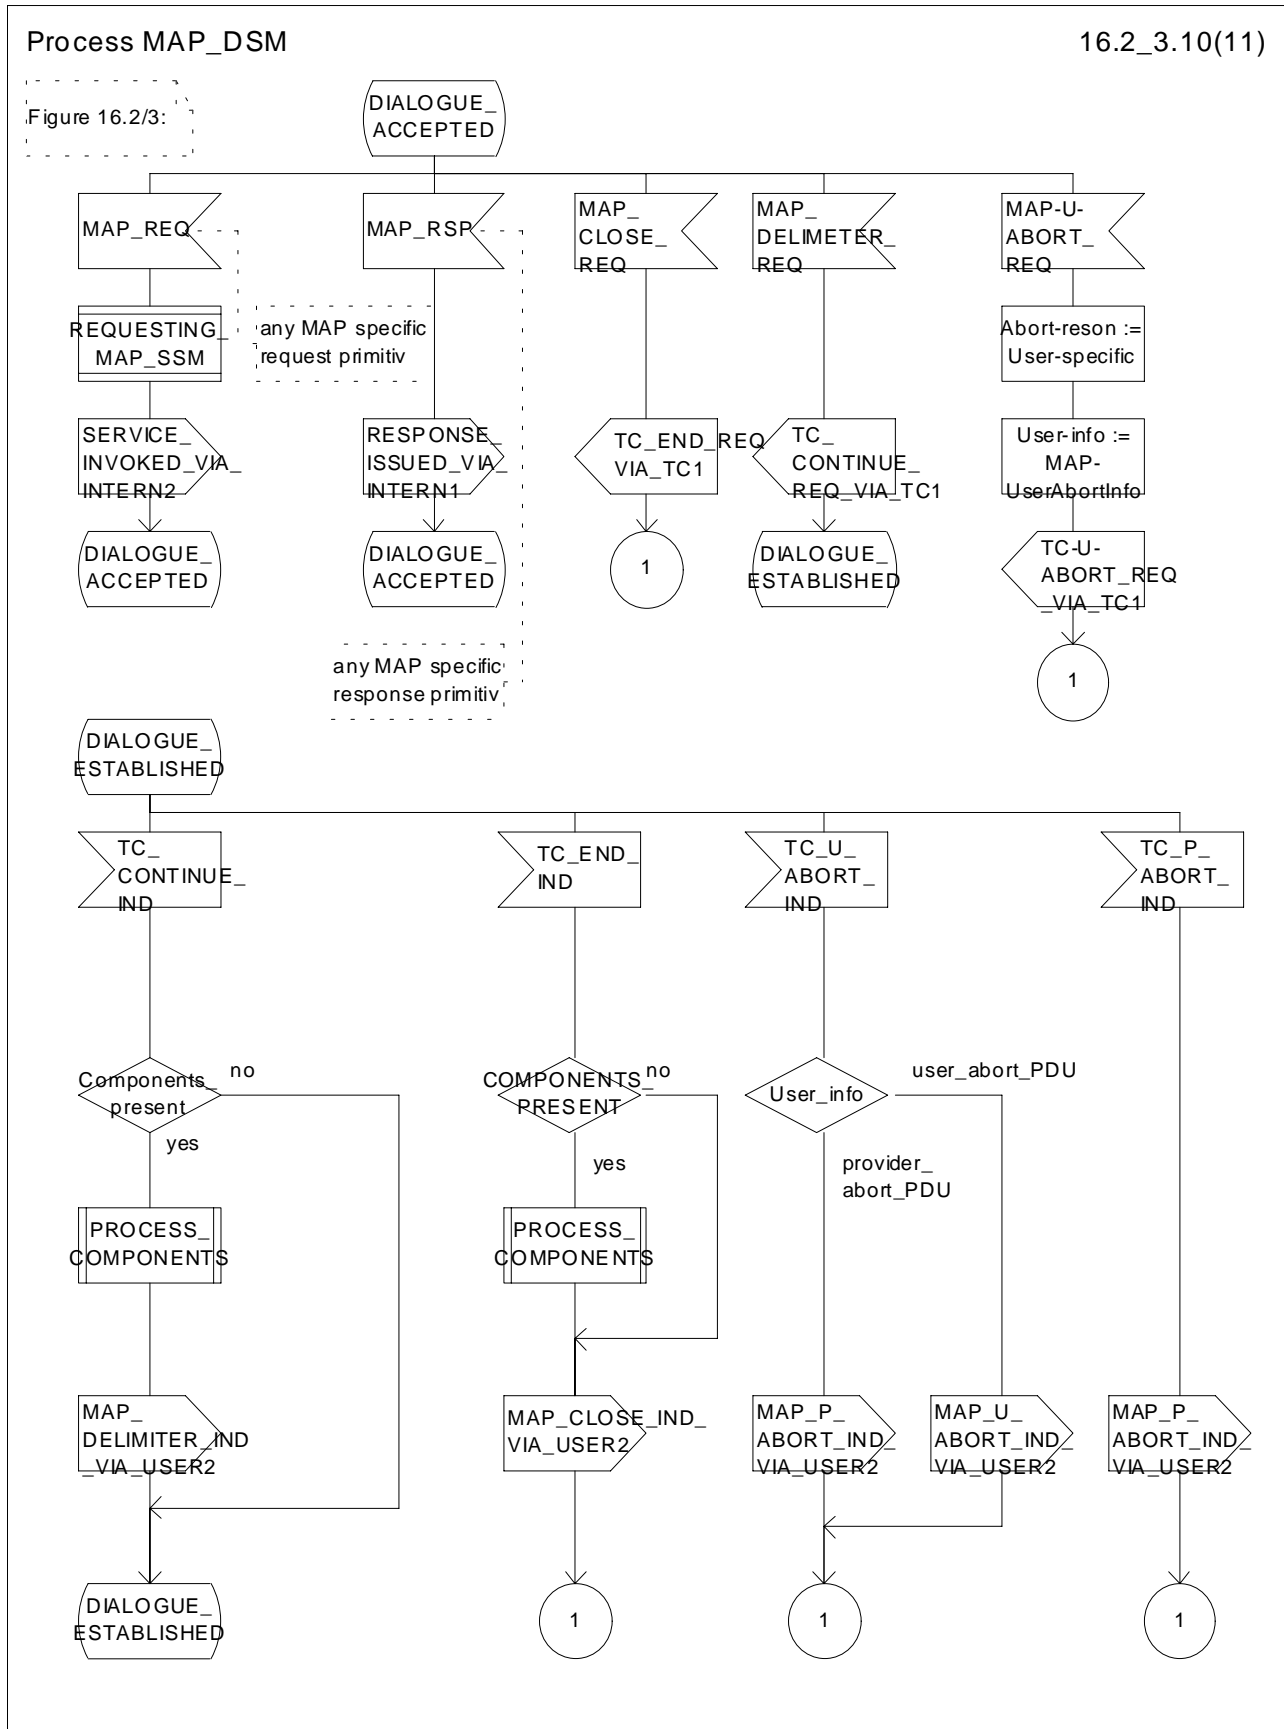 Process MAP_DSM
16.2_3.10(11)
Figure 16.2/3:
DIALOGUE_
ACCEPTED
MAP_REQ
MAP_RSP
MAP_
CLOSE_
REQ
MAP_
DELIMETER_
REQ
MAP-U-
ABORT_
REQ
REQUESTING_
MAP_SSM
any MAP specific
request primitiv
Abort-reson :=
User-specific
SERVICE_
INVOKED_VIA_
INTERN2
RESPONSE_
ISSUED_VIA_
INTERN1
TC_END_REQ
VIA_TC1
TC_
CONTINUE_
REQ_VIA_TC1
User-info :=
MAP-
UserAbortInfo
DIALOGUE_
ACCEPTED
DIALOGUE_
ACCEPTED
1
DIALOGUE_
ESTABLISHED
TC-U-
ABORT_REQ
_VIA_TC1
any MAP specific
response primitiv
1
DIALOGUE_
ESTABLISHED
TC_
CONTINUE_
IND
TC_END_
IND
TC_U_
ABORT_
IND
TC_P_
ABORT_
IND
Components_
present
no
yes
COMPONENTS_
PRESENT
no
yes
User_info
user_abort_PDU
provider_
abort_PDU
PROCESS_
COMPONENTS
PROCESS_
COMPONENTS
MAP_
DELIMITER_IND
_VIA_USER2
MAP_CLOSE_IND_
VIA_USER2
MAP_P_
ABORT_IND_
VIA_USER2
MAP_U_
ABORT_IND_
VIA_USER2
MAP_P_
ABORT_IND_
VIA_USER2
DIALOGUE_
ESTABLISHED
1
1
1